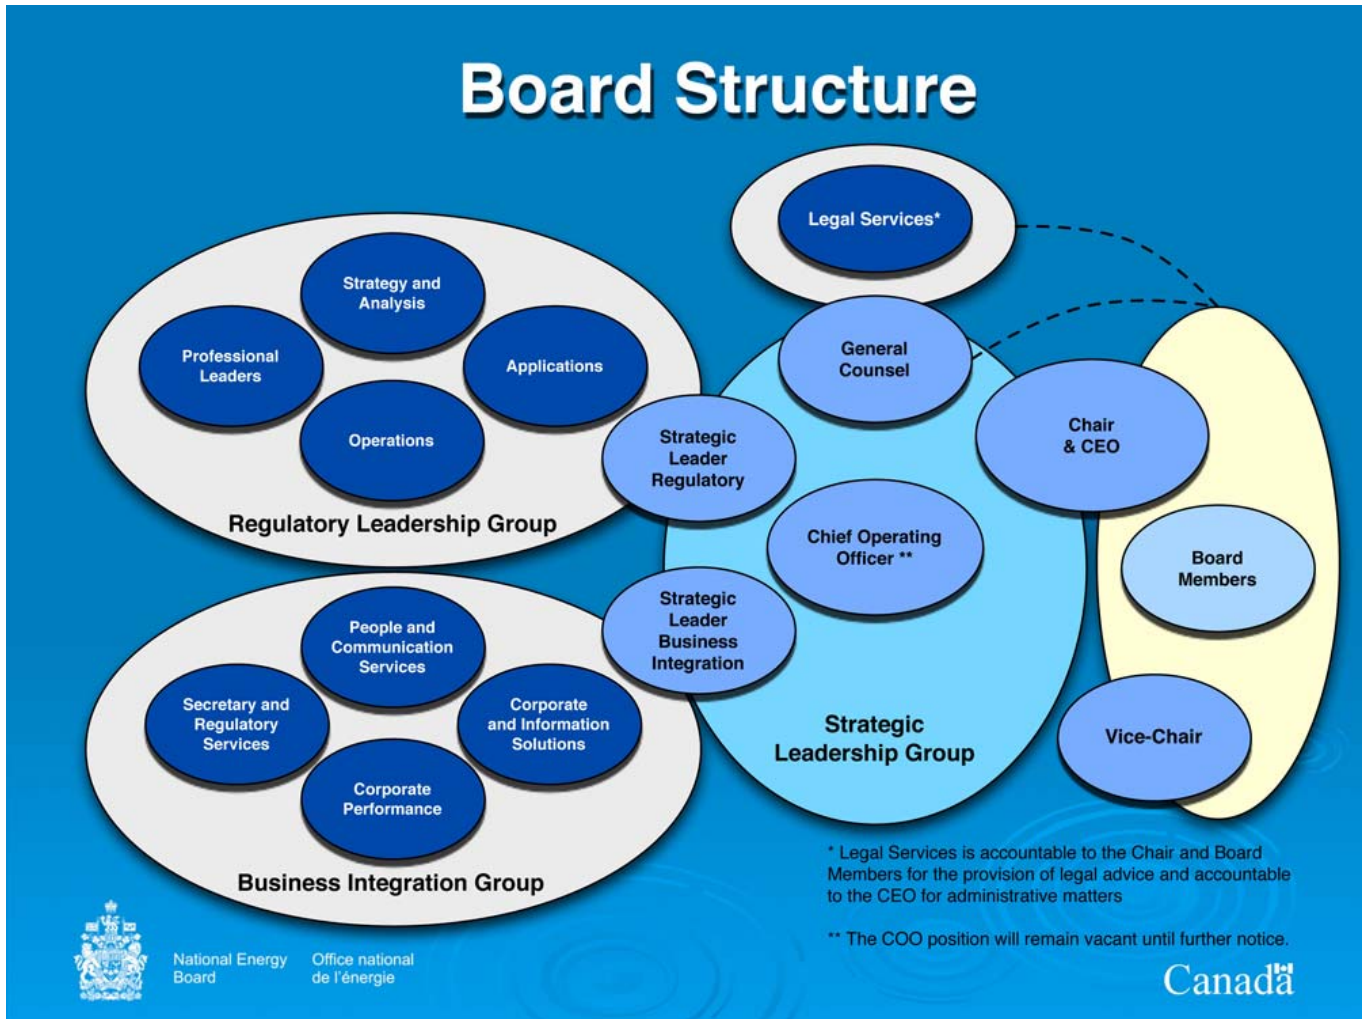 Board Structure
Legal Services*
Strategy and
Analysis
Professional
Leaders
Applications
Operations
Regulatory Leadership Group
General
Counsel
Chair
& CEO
Strategic
Leader
Regulatory
Chief Operating
Officer **
Board
Members
Strategic
Leader
Business
Integration
People and
Communication
Services
Secretary and
Regulatory
Services
Corporate
and Information
Solutions
Corporate
Performance
Business Integration Group
Strategic
Leadership Group
Vice-Chair
* Legal Services is accountable to the Chair and Board
Members for the provision of legal advice and accountable
to the CEO for administrative matters
** The COO position will remain vacant until further notice.
National Energy
Board
Office national
de l'énergie
Canada